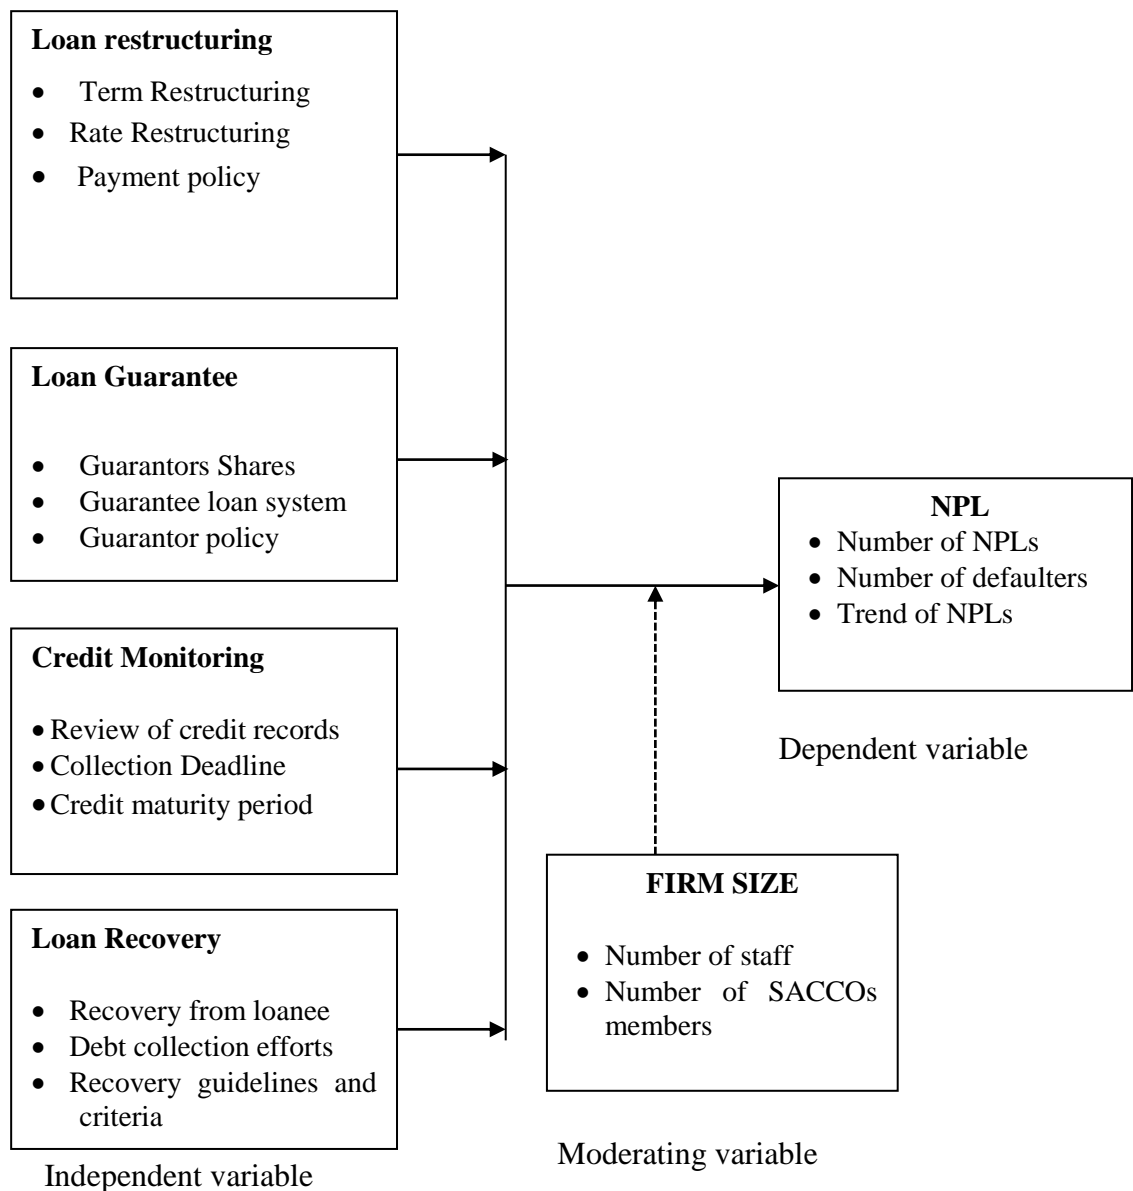 Loan restructuring
• Term Restructuring
• Rate Restructuring
• Payment policy
Loan Guarantee
• Guarantors Shares
• Guarantee loan system
• Guarantor policy
Credit Monitoring
• Review of credit records
• Collection Deadline
• Credit maturity period
Loan Recovery
• Recovery from loanee
• Debt collection efforts
• Recovery guidelines and
criteria
Independent variable
NPL
• Number of NPLs
• Number of defaulters
• Trend of NPLs
Dependent variable
FIRM SIZE
• Number of staff
• Number of SACCOs
members
Moderating variable